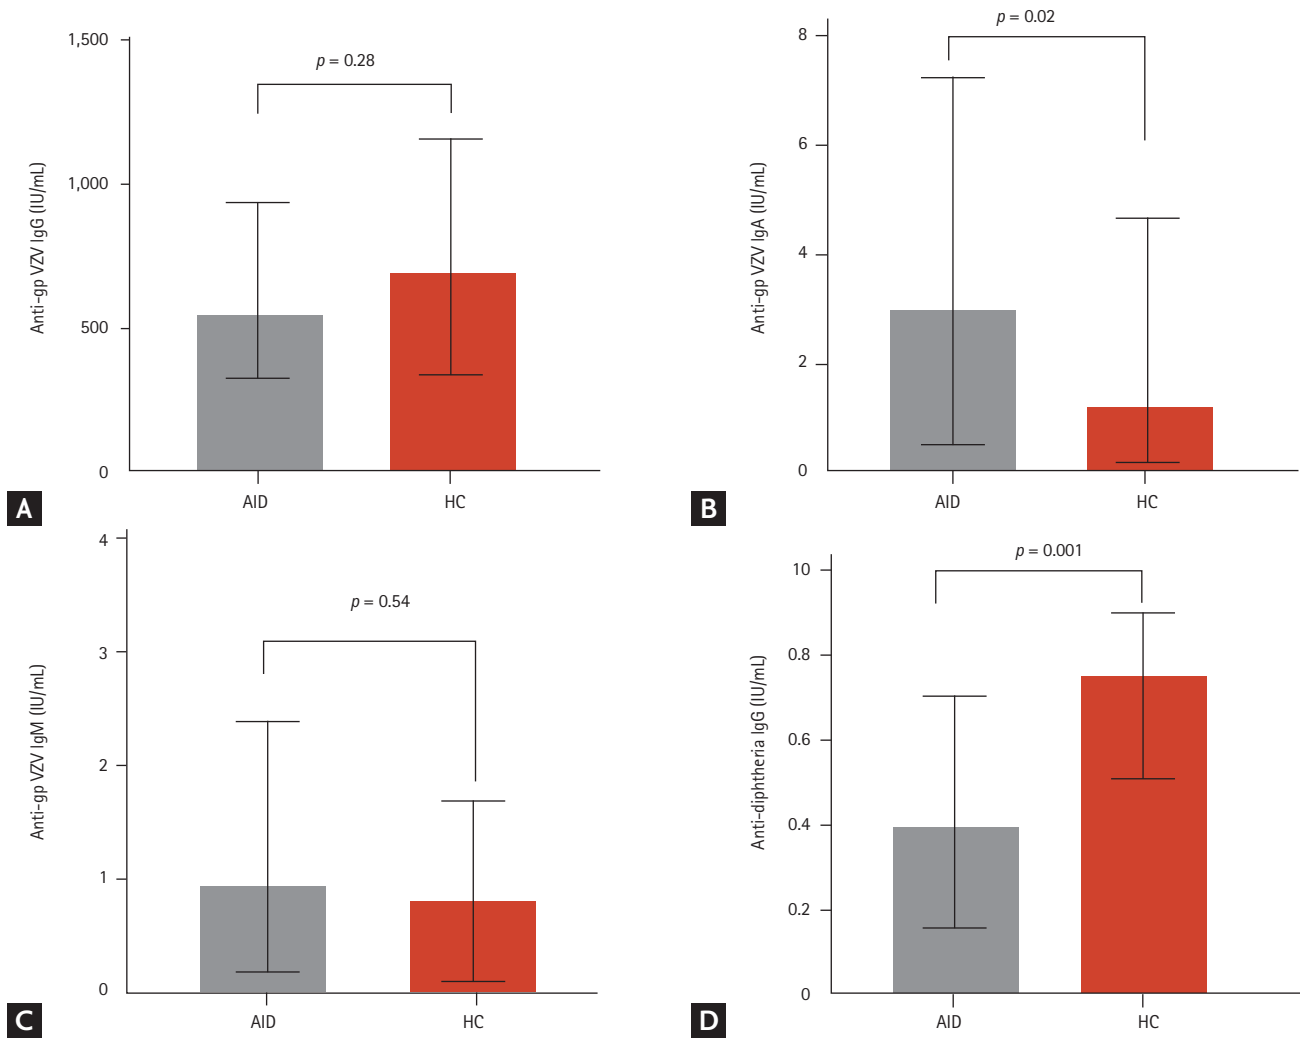 p = 0.28
1,500
1,000
500
0
Anti-gp VZV IgG (IU/mL)
AID
HC
A
p = 0.02
8
6
4
2
0
Anti-gp VZV IgA (IU/mL)
AID
HC
B
p = 0.54
4
3
2
1
0
Anti-gp VZV IgM (IU/mL)
AID
HC
C
p = 0.001
10
0.8
0.6
0.4
0.2
0
Anti-diphtheria IgG (IU/mL)
AID
HC
D